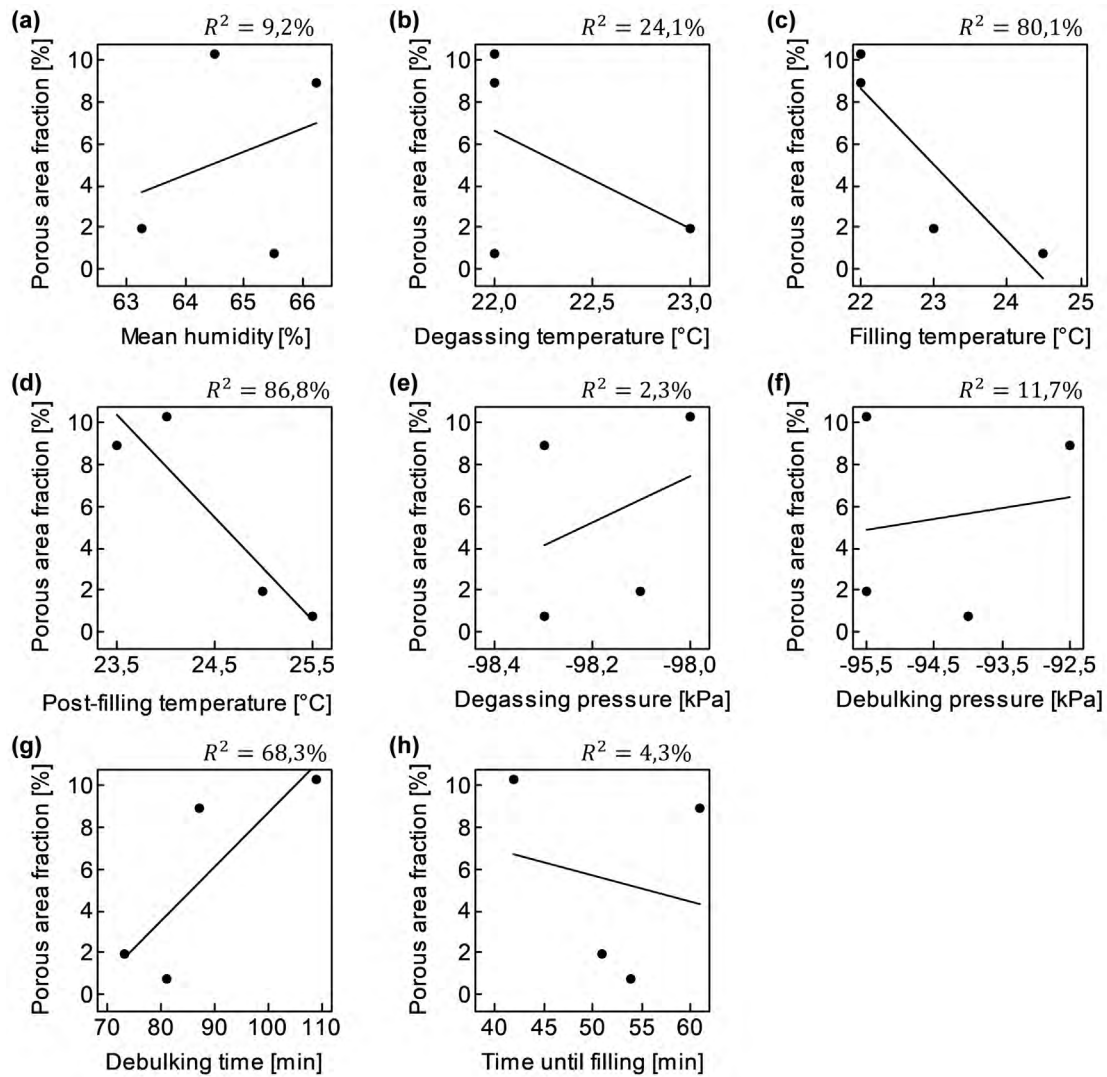 (a)
R² = 9,2%
Porous area fraction [%]
10
8
6
4
2
0
63 64 65 66
Mean humidity [%]
(b)
R² = 24,1%
Porous area fraction [%]
10
8
6
4
2
0
22,0 22,5 23,0
Degassing temperature [°C]
(c)
R² = 80,1%
Porous area fraction [%]
10
8
6
4
2
0
22 23 24 25
Filling temperature [°C]
(d)
R² = 86,8%
Porous area fraction [%]
10
8
6
4
2
0
23,5 24,5 25,5
Post-filling temperature [°C]
(e)
R² = 2,3%
Porous area fraction [%]
10
8
6
4
2
0
-98,4 -98,2 -98,0
Degassing pressure [kPa]
(f)
R² = 11,7%
Porous area fraction [%]
10
8
6
4
2
0
-95,5 -94,5 -93,5 -92,5
Debulking pressure [kPa]
(g)
R² = 68,3%
Porous area fraction [%]
10
8
6
4
2
0
70 80 90 100 110
Debulking time [min]
(h)
R² = 4,3%
Porous area fraction [%]
10
8
6
4
2
0
40 45 50 55 60
Time until filling [min]